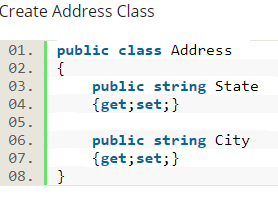 Create Address Class
01. public class Address
02. {
03. public string State
04. {get;set;}
05.
06. public string City
07. {get;set;}
08. }